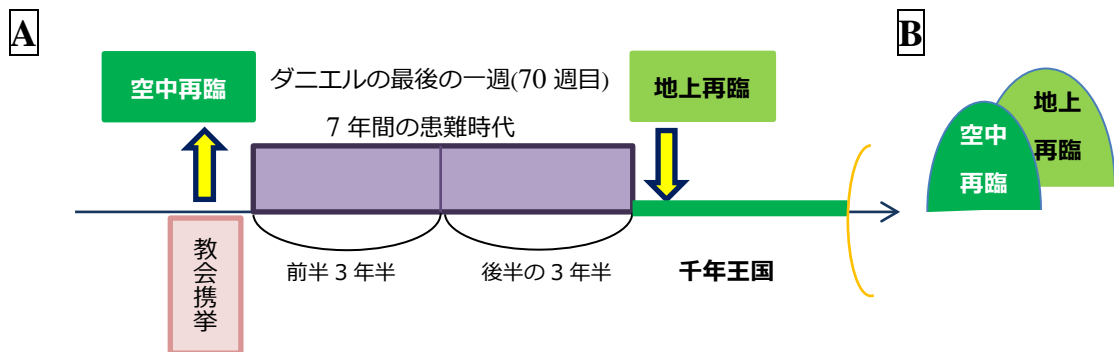 A
B
空中再臨
ダニエルの最後の一週(70 週目)
地上再臨
7 年間の患難時代
教会携挙
前半 3 年半
後半の 3 年半
千年王国
空中
再臨
地上
再臨